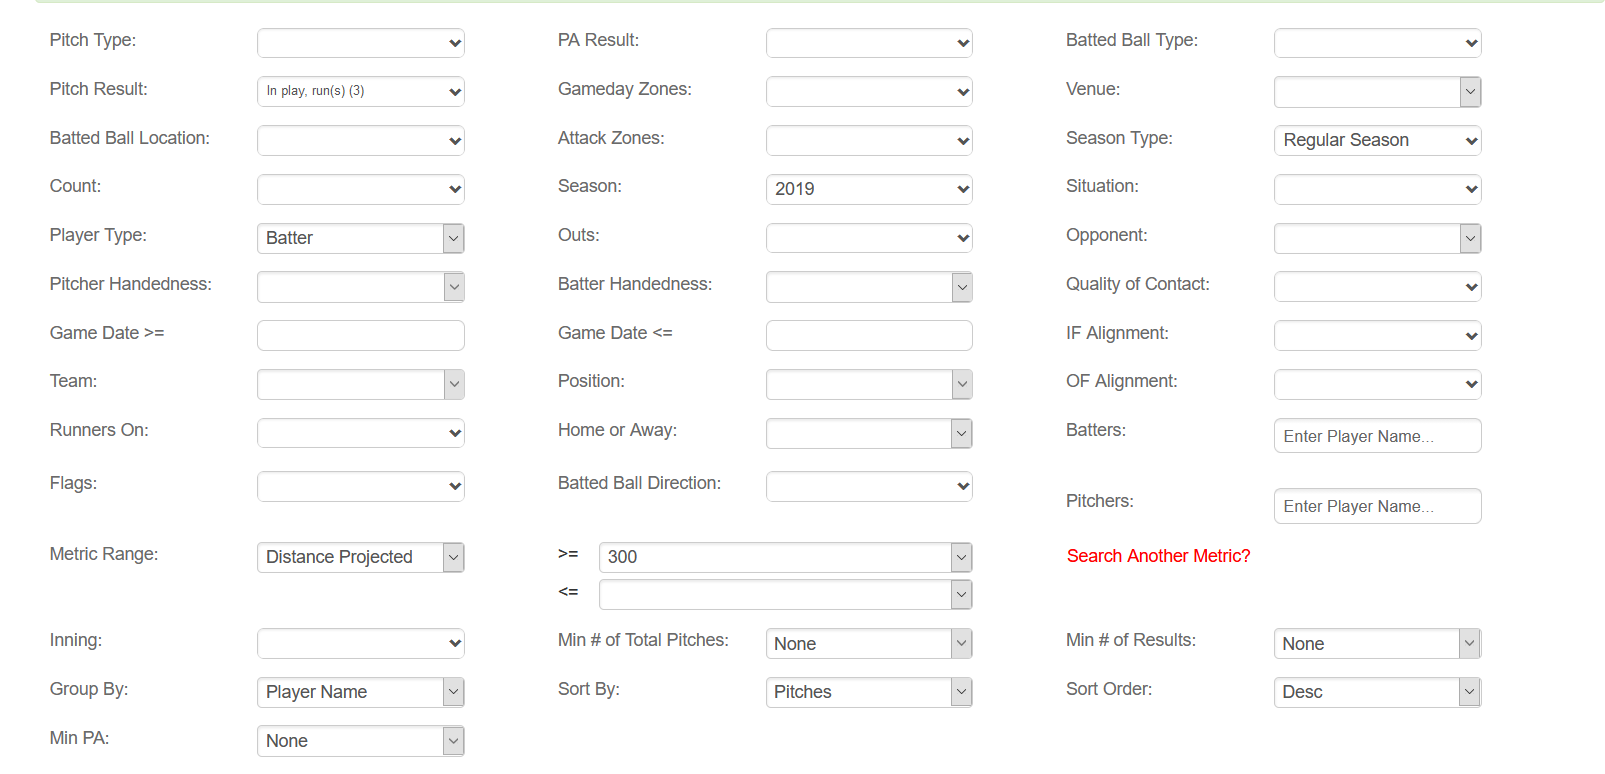 Pitch Type:
PA Result:
Batted Ball Type:
Pitch Result: In play, run(s) (3)
Gameday Zones:
Venue:
Batted Ball Location:
Attack Zones:
Season Type: Regular Season
Count:
Season: 2019
Situation:
Player Type: Batter
Outs:
Opponent:
Pitcher Handedness:
Batter Handedness:
Quality of Contact:
Game Date >=
Game Date <=
IF Alignment:
Team:
Position:
OF Alignment:
Runners On:
Home or Away:
Batters: Enter Player Name...
Flags:
Batted Ball Direction:
Pitchers: Enter Player Name...
Metric Range: Distance Projected
>= 300
Search Another Metric?
<=
Inning:
Min # of Total Pitches: None
Min # of Results: None
Group By: Player Name
Sort By: Pitches
Sort Order: Desc
Min PA: None